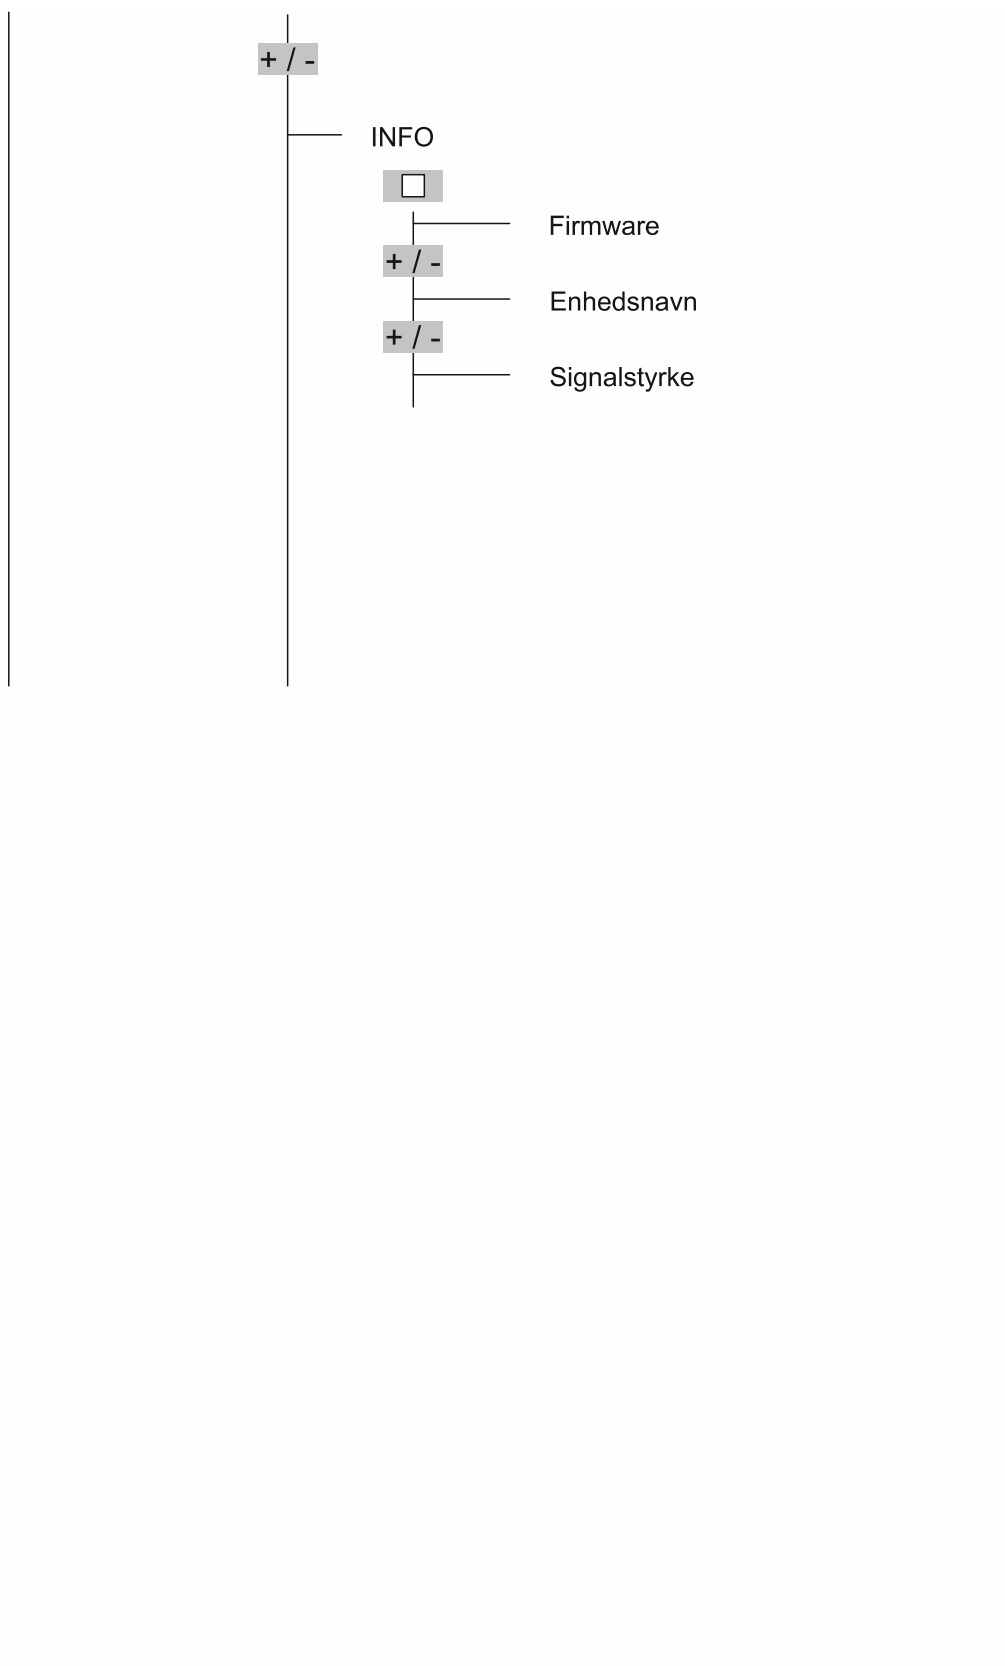 + / -
INFO
Firmware
+ / -
Enhedsnavn
+ / -
Signalstyrke